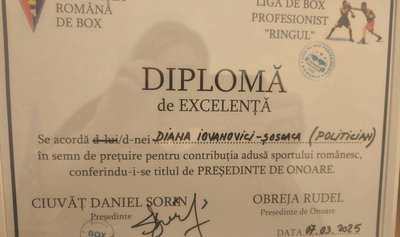 ROMÂNĂ
DE BOX
LIGA DE BOX
PROFESIONIST
"RINGUL"
DIPLOMĂ
de EXCELENȚĂ
Se acordă d-lui/d-nei DIANA IOVANOVICI-ȘOȘOACA (POLITICIAN)
în semn de prețuire pentru contribuția adusă sportului românesc,
conferindu-i-se titlul de PREȘEDINTE DE ONOARE.
CIUVĂȚ DANIEL SORIN
Președinte
OBREJA RUDEL
Președinte de Onoare
DATA 07.03.2025
BOX